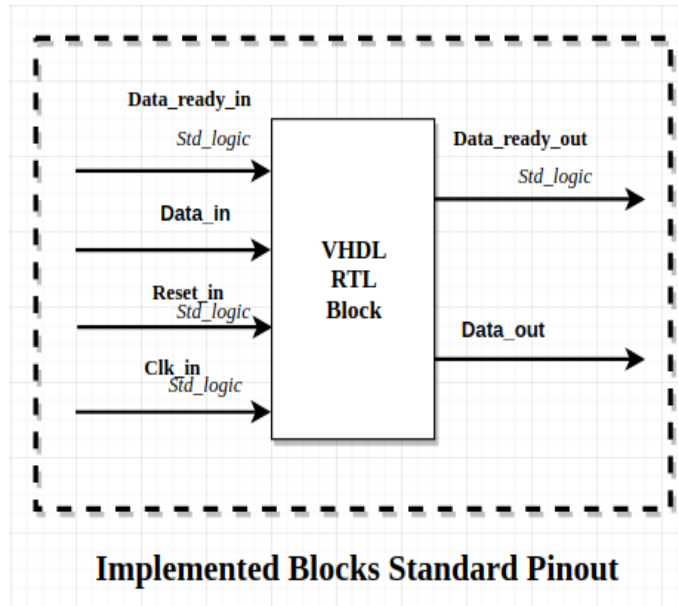 Data_ready_in
Std_logic
Data_in
Reset_in
Std_logic
Clk_in
Std_logic
VHDL
RTL
Block
Data_ready_out
Std_logic
Data_out
Implemented Blocks Standard Pinout